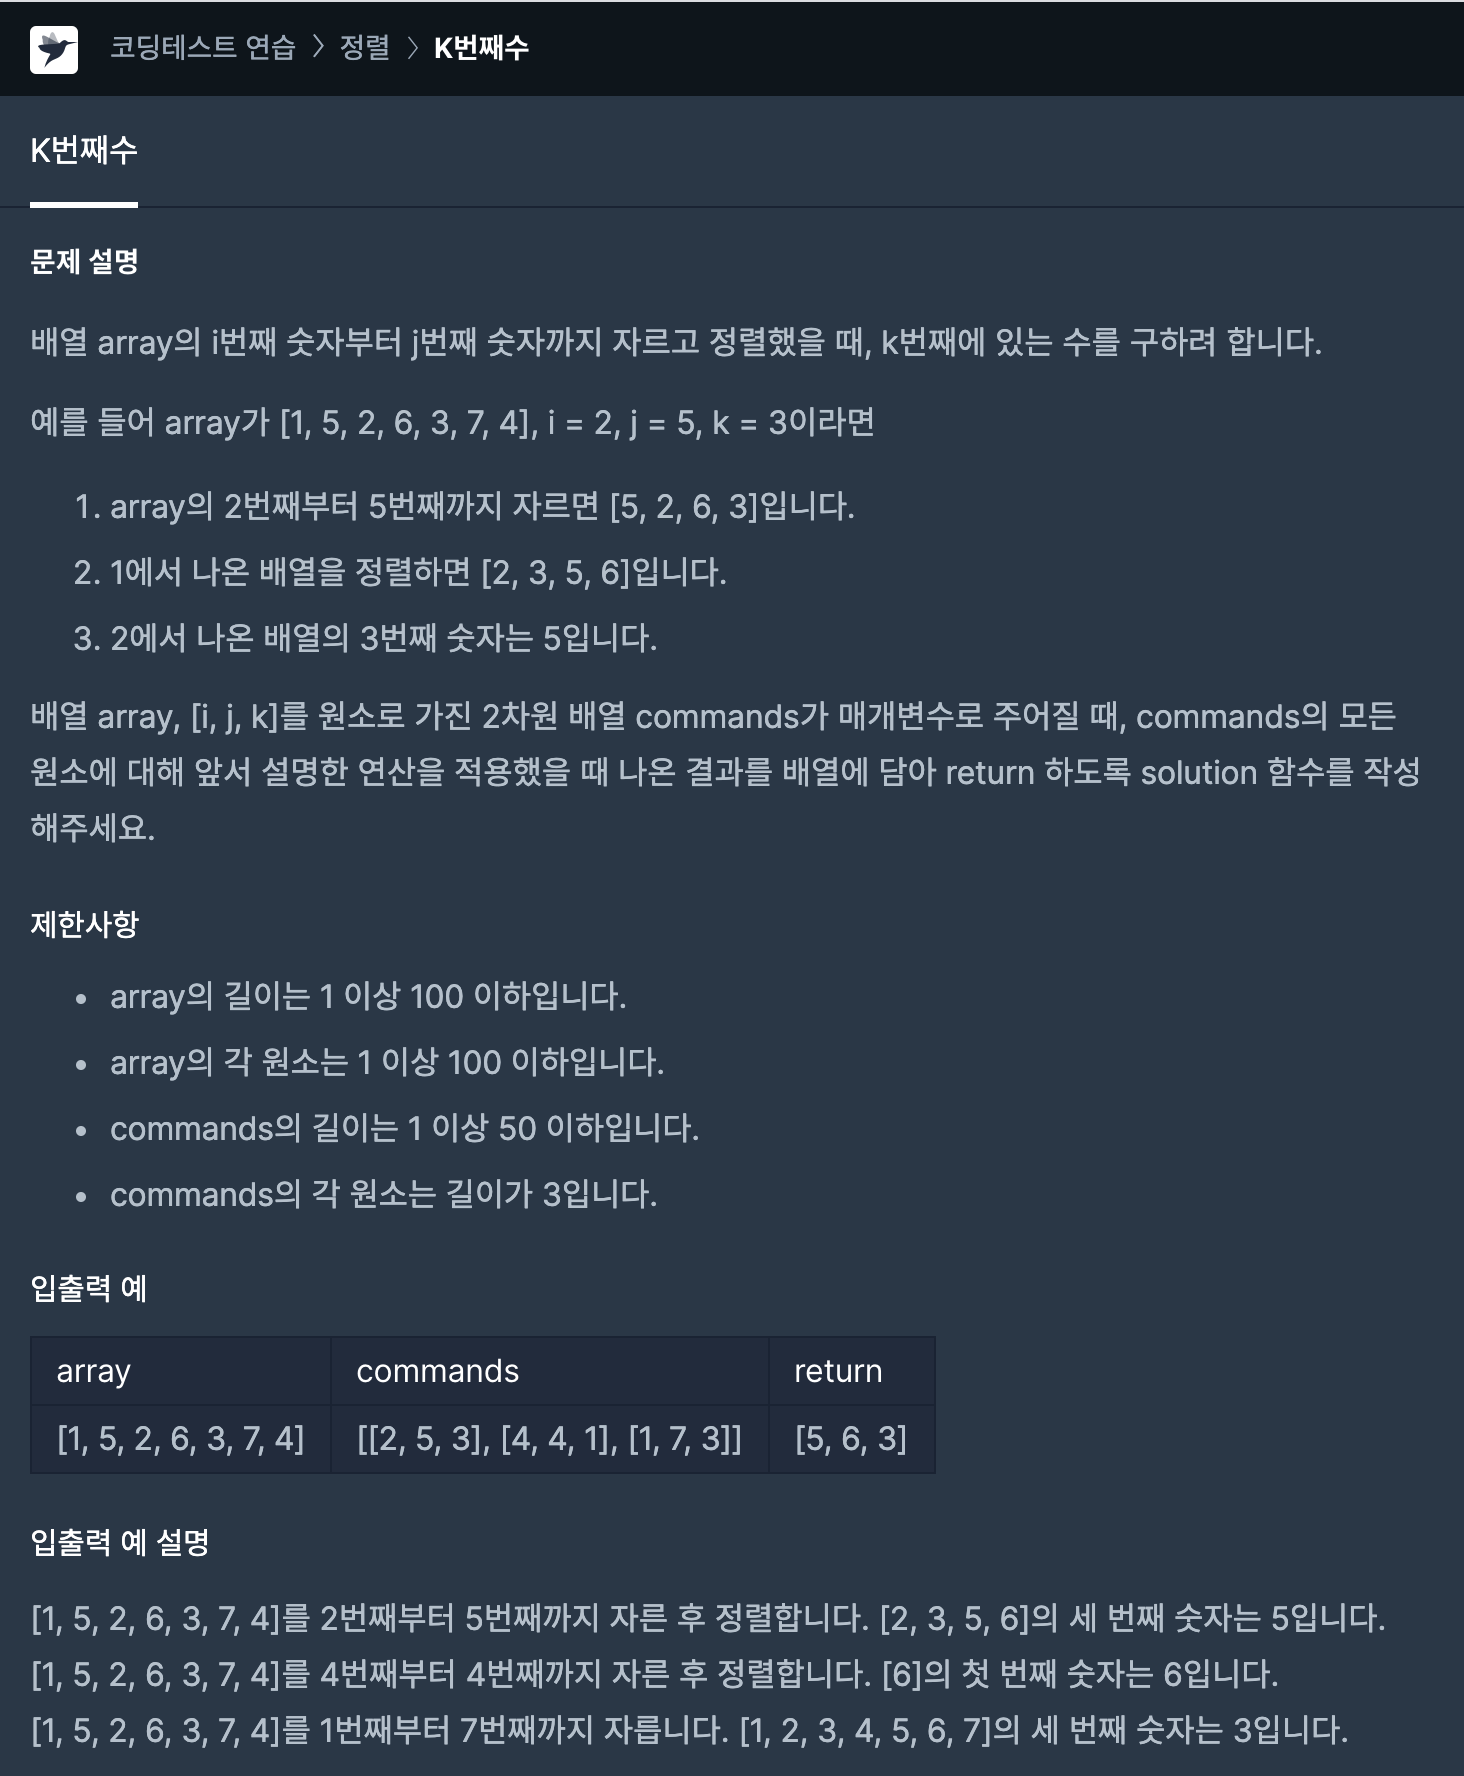 코딩테스트 연습 > 정렬 > K번째수
K번째수
문제 설명
배열 array의 i번째 숫자부터 j번째 숫자까지 자르고 정렬했을 때, k번째에 있는 수를 구하려 합니다.
예를 들어 array가 [1, 5, 2, 6, 3, 7, 4], i = 2, j = 5, k = 3이라면
1. array의 2번째부터 5번째까지 자르면 [5, 2, 6, 3]입니다.
2. 1에서 나온 배열을 정렬하면 [2, 3, 5, 6]입니다.
3. 2에서 나온 배열의 3번째 숫자는 5입니다.
배열 array, [i, j, k]를 원소로 가진 2차원 배열 commands가 매개변수로 주어질 때, commands의 모든
원소에 대해 앞서 설명한 연산을 적용했을 때 나온 결과를 배열에 담아 return 하도록 solution 함수를 작성
해주세요.
제한사항
• array의 길이는 1 이상 100 이하입니다.
• array의 각 원소는 1 이상 100 이하입니다.
• commands의 길이는 1 이상 50 이하입니다.
• commands의 각 원소는 길이가 3입니다.
입출력 예
array commands return
[1, 5, 2, 6, 3, 7, 4] [[2, 5, 3], [4, 4, 1], [1, 7, 3]] [5, 6, 3]
입출력 예 설명
[1, 5, 2, 6, 3, 7, 4]를 2번째부터 5번째까지 자른 후 정렬합니다. [2, 3, 5, 6]의 세 번째 숫자는 5입니다.
[1, 5, 2, 6, 3, 7, 4]를 4번째부터 4번째까지 자른 후 정렬합니다. [6]의 첫 번째 숫자는 6입니다.
[1, 5, 2, 6, 3, 7, 4]를 1번째부터 7번째까지 자릅니다. [1, 2, 3, 4, 5, 6, 7]의 세 번째 숫자는 3입니다.